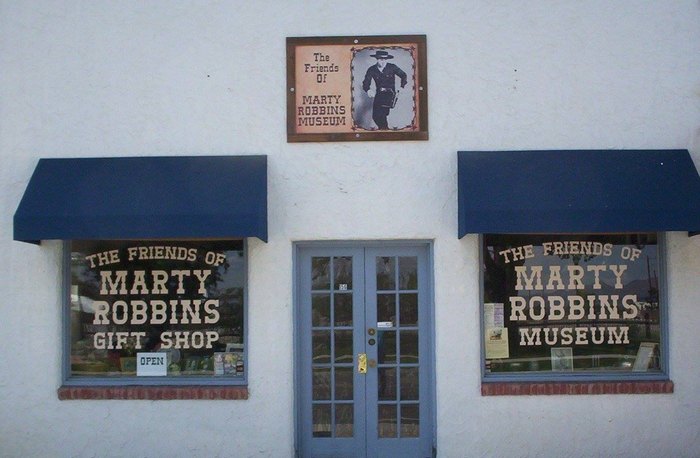 The
Friends
Of
MARTY
ROBBINS
MUSEUM
THE FRIENDS OF
MARTY
ROBBINS
GIFT SHOP
OPEN
THE FRIENDS OF
MARTY
ROBBINS
MUSEUM